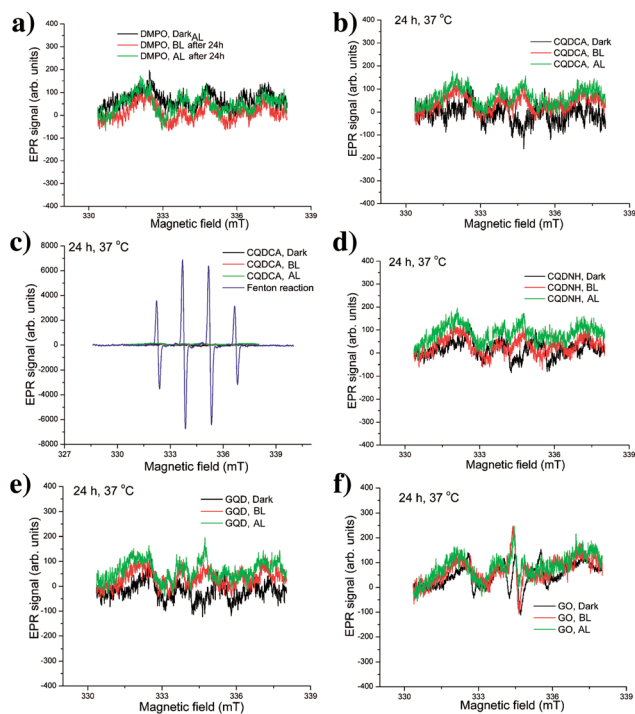 a)
DMPO, Dark AL
DMPO, BL after 24h
DMPO, AL after 24h
EPR signal (arb. units)
400
300
200
100
0
-100
-200
-300
-400
330 333 336 339
Magnetic field (mT)
b)
24 h, 37 °C
CQDCA, Dark
CQDCA, BL
CQDCA, AL
EPR signal (arb. units)
400
300
200
100
0
-100
-200
-300
-400
330 333 336 339
Magnetic field (mT)
c)
24 h, 37 °C
CQDCA, Dark
CQDCA, BL
CQDCA, AL
Fenton reaction
EPR signal (arb. units)
8000
6000
4000
2000
0
-2000
-4000
-6000
-8000
327 330 333 336 339
Magnetic field (mT)
d)
24 h, 37 °C
CQDNH, Dark
CQDNH, BL
CQDNH, AL
EPR signal (arb. units)
400
300
200
100
0
-100
-200
-300
-400
330 333 336 339
Magnetic field (mT)
e)
24 h, 37 °C
GQD, Dark
GQD, BL
GQD, AL
EPR signal (arb. units)
400
300
200
100
0
-100
-200
-300
-400
330 333 336 339
Magnetic field (mT)
f)
24 h, 37 °C
GO, Dark
GO, BL
GO, AL
EPR signal (arb. units)
400
300
200
100
0
-100
-200
-300
-400
330 333 336 339
Magnetic field (mT)